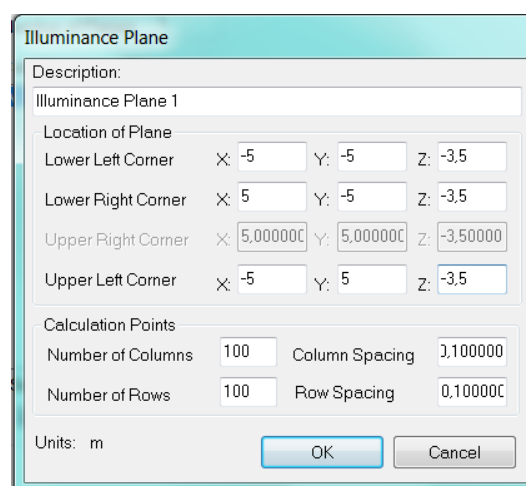 Illuminance Plane
Description:
Illuminance Plane 1
Location of Plane
Lower Left Corner X: -5 Y: -5 Z: -3,5
Lower Right Corner X: 5 Y: -5 Z: -3,5
Upper Right Corner X: 5,000000 Y: 5,000000 Z: -3,50000
Upper Left Corner X: -5 Y: 5 Z: -3,5
Calculation Points
Number of Columns 100 Column Spacing 0,100000
Number of Rows 100 Row Spacing 0,100000
Units: m OK Cancel